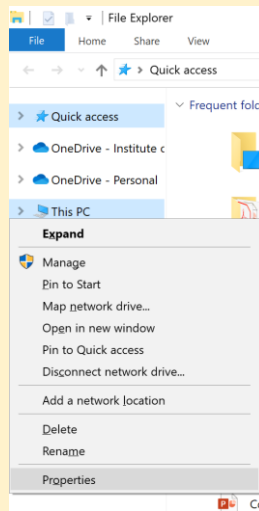 File Explorer
File Home Share View
Quick access
Quick access
Frequent fold
OneDrive - Institute o
OneDrive - Personal
This PC
Expand
Manage
Pin to Start
Map network drive...
Open in new window
Pin to Quick access
Disconnect network drive...
Add a network location
Delete
Rename
Properties